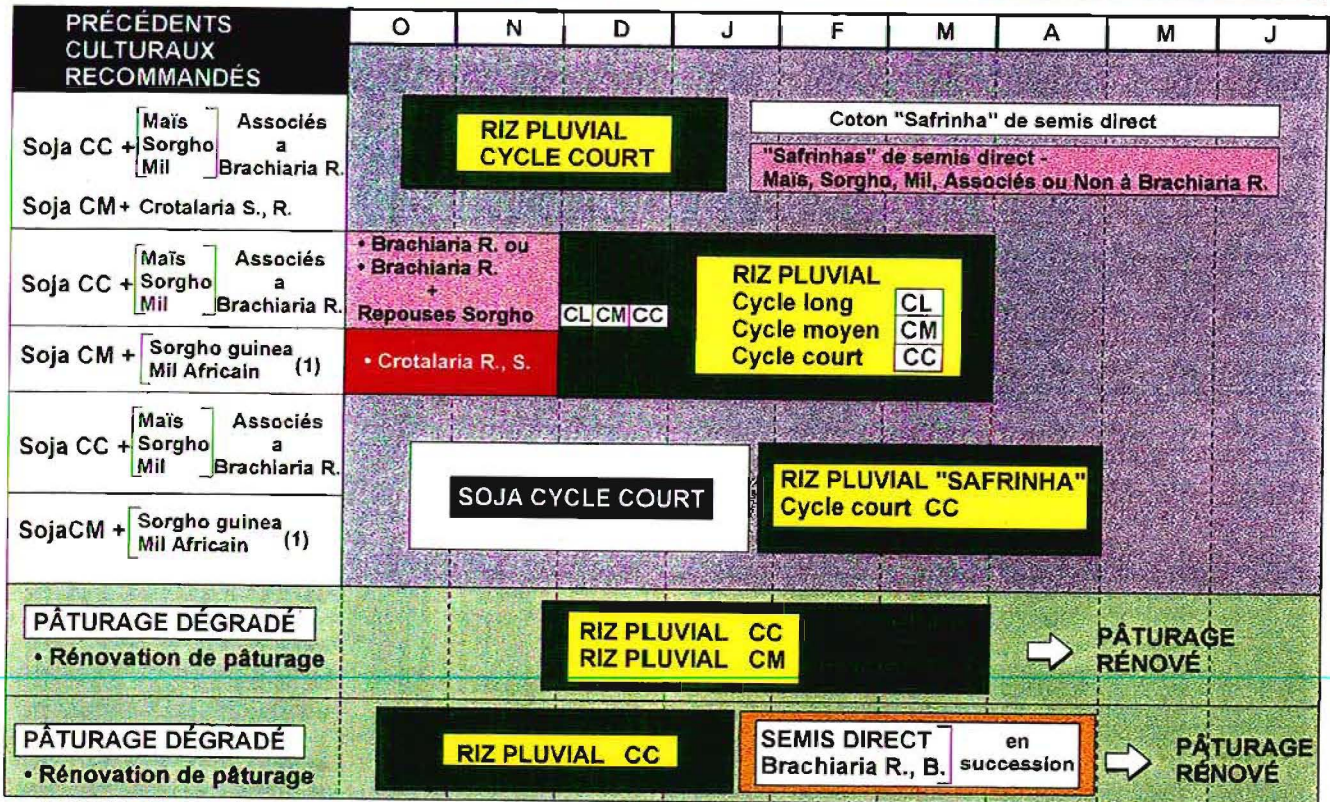 PRÉCÉDENTS
CULTURAUX
RECOMMANDÉS
O N D J F M A M J
Soja CC +
Maïs
Sorgho
Mil
Associés
a
Brachiaria R.
Soja CM+ Crotalaria S., R.
RIZ PLUVIAL
CYCLE COURT
Coton "Safrinha" de semis direct
"Safrinhas" de semis direct -
Maïs, Sorgho, Mil, Associés ou Non à Brachiaria R.
Soja CC +
Maïs
Sorgho
Mil
Associés
a
Brachiaria R.
• Brachiaria R. ou
• Brachiaria R.
+
Repouses Sorgho
CL CM CC
RIZ PLUVIAL
Cycle long CL
Cycle moyen CM
Cycle court CC
Soja CM +
Sorgho guinea
Mil Africain (1)
• Crotalaria R., S.
Soja CC +
Maïs
Sorgho
Mil
Associés
a
Brachiaria R.
SOJA CYCLE COURT
RIZ PLUVIAL "SAFRINHA"
Cycle court CC
SojaCM +
Sorgho guinea
Mil Africain (1)
PÂTURAGE DÉGRADÉ
• Rénovation de pâturage
RIZ PLUVIAL CC
RIZ PLUVIAL CM
PÂTURAGE
RÉNOVÉ
PÂTURAGE DÉGRADÉ
• Rénovation de pâturage
RIZ PLUVIAL CC
SEMIS DIRECT
Brachiaria R., B.
en
succession
PÂTURAGE
RÉNOVÉ